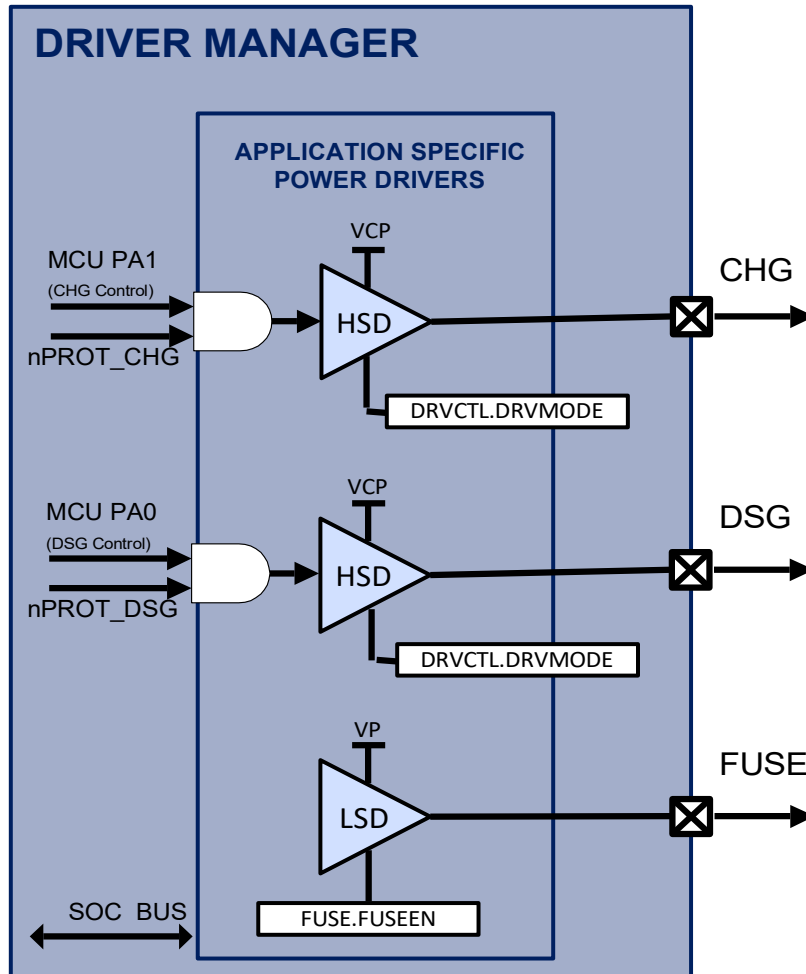 DRIVER MANAGER
APPLICATION SPECIFIC
POWER DRIVERS
VCP
MCU PA1
(CHG Control)
nPROT_CHG
HSD
CHG
DRVCTL.DRVMODE
VCP
MCU PA0
(DSG Control)
nPROT_DSG
HSD
DSG
DRVCTL.DRVMODE
VP
LSD
FUSE
FUSE.FUSEEN
SOC BUS